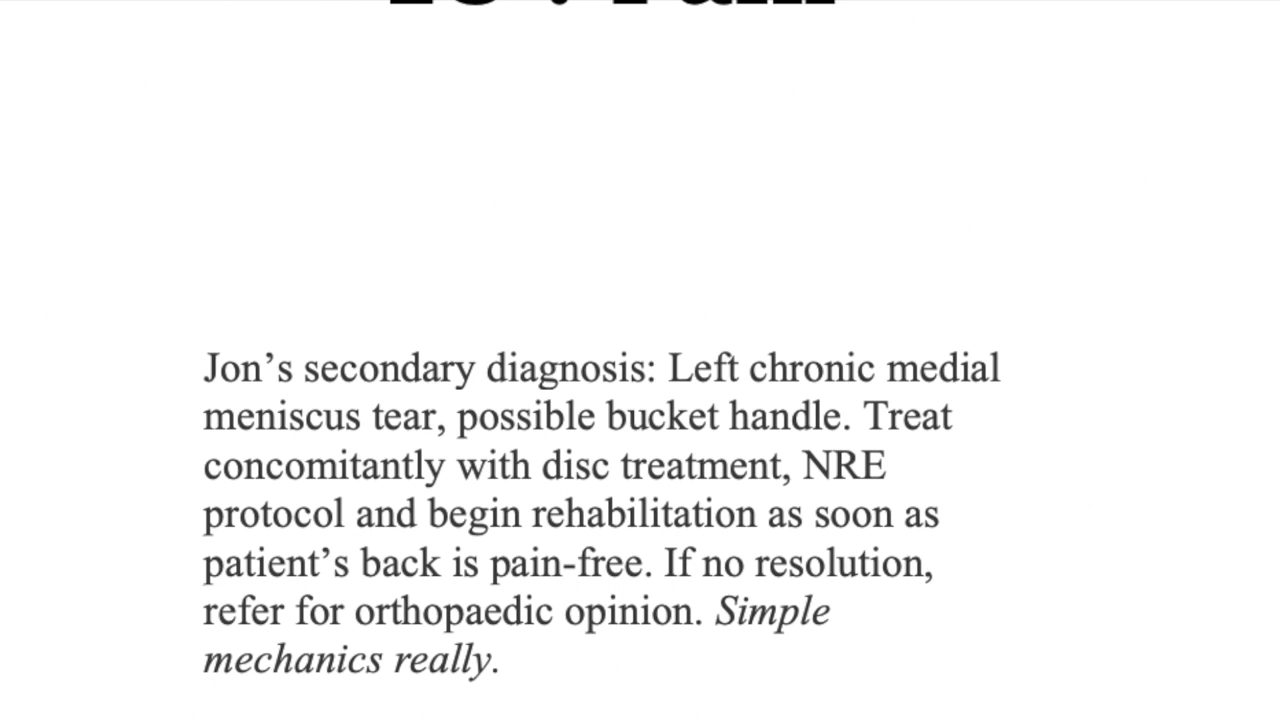 Jon’s secondary diagnosis: Left chronic medial
meniscus tear, possible bucket handle. Treat
concomitantly with disc treatment, NRE
protocol and begin rehabilitation as soon as
patient’s back is pain-free. If no resolution,
refer for orthopaedic opinion. Simple
mechanics really.